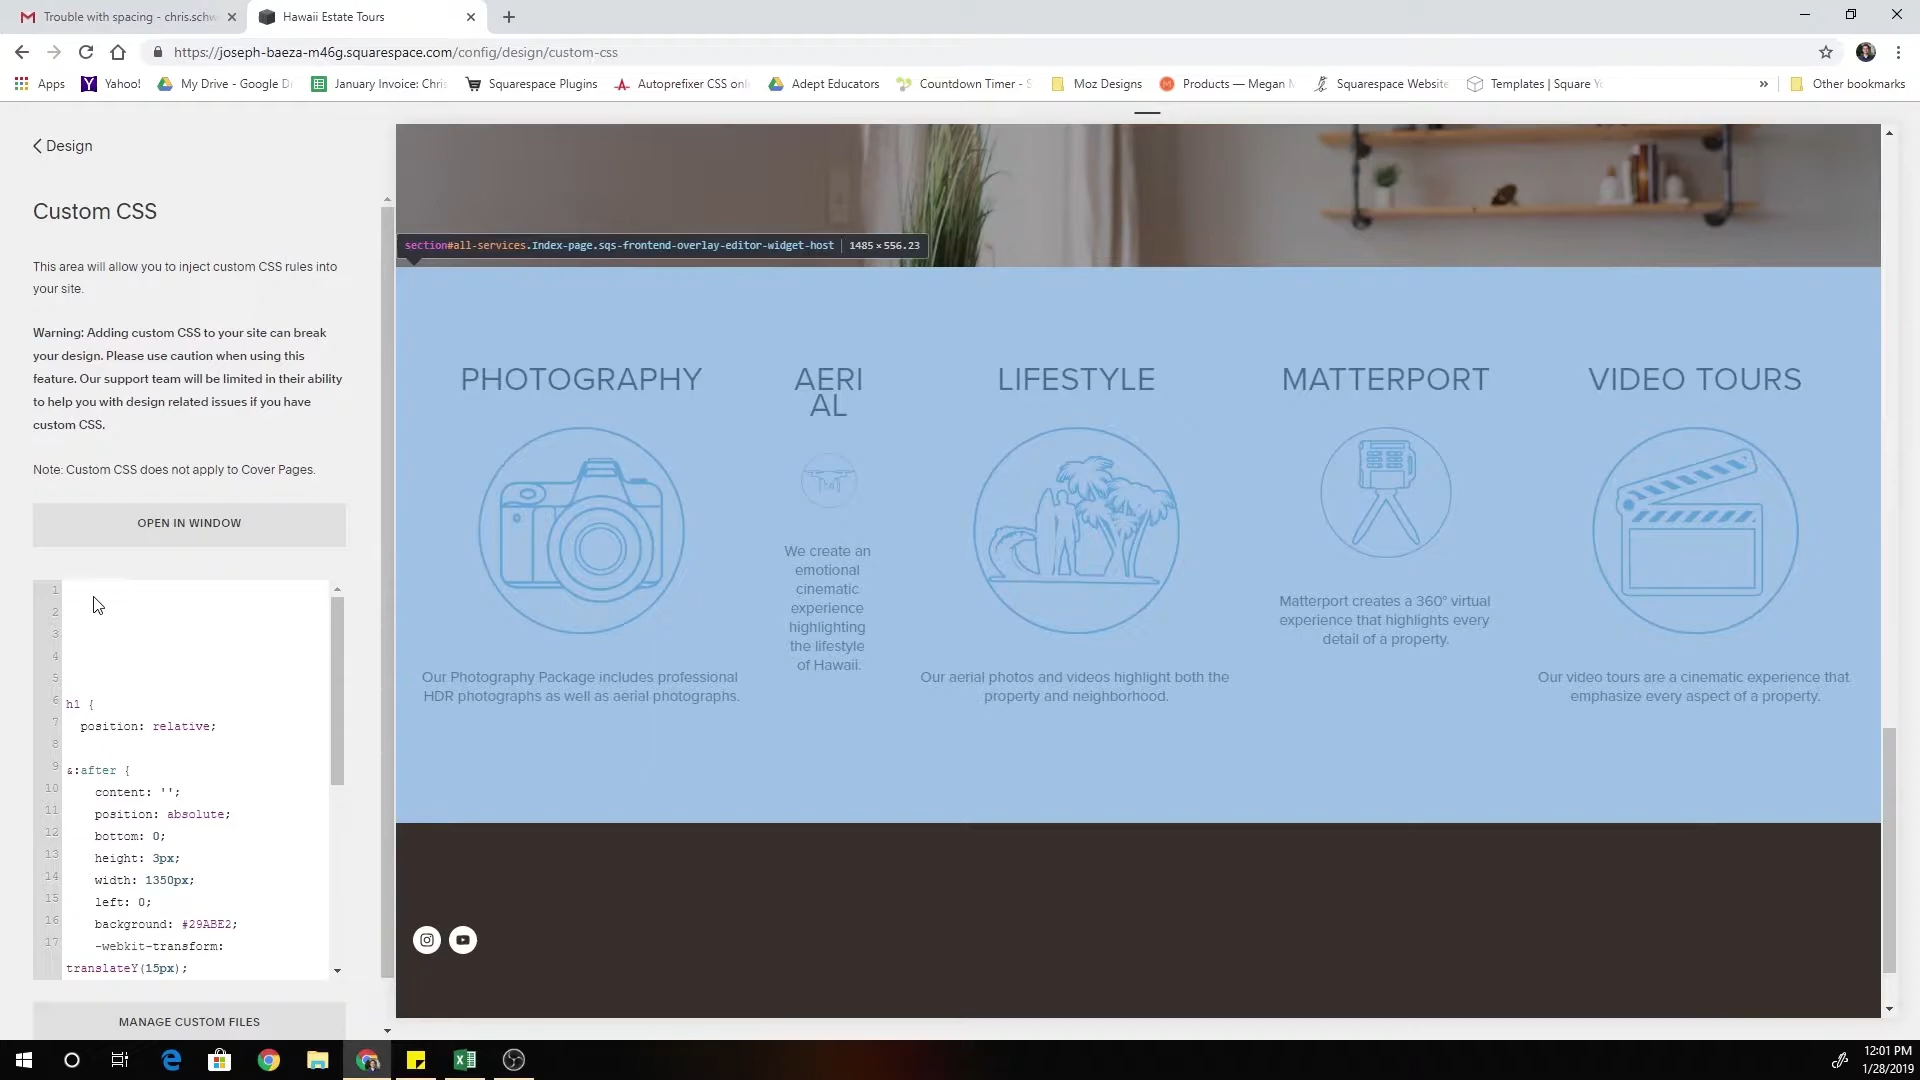 Trouble with spacing - chris.schw
Hawaii Estate Tours
https://joseph-baeza-m46g.squarespace.com/config/design/custom-css
Apps
Yahoo!
My Drive - Google Dr
January Invoice: Chris
Squarespace Plugins
Autoprefixer CSS onl
Adept Educators
Countdown Timer - S
Moz Designs
Products — Megan M
Squarespace Website
Templates | Square Yo
»
Other bookmarks
Design
Custom CSS
This area will allow you to inject custom CSS rules into
your site.
Warning: Adding custom CSS to your site can break
your design. Please use caution when using this
feature. Our support team will be limited in their ability
to help you with design related issues if you have
custom CSS.
Note: Custom CSS does not apply to Cover Pages.
OPEN IN WINDOW
1
2
3
4
5
6 h1 {
7 position: relative;
8
9 &:after {
10 content: '';
11 position: absolute;
12 bottom: 0;
13 height: 3px;
14 width: 1350px;
15 left: 0;
16 background: #29ABE2;
17 -webkit-transform:
translateY(15px);
MANAGE CUSTOM FILES
section#all-services.Index-page.sqs-frontend-overlay-editor-widget-host | 1485 × 556.23
PHOTOGRAPHY
Our Photography Package includes professional
HDR photographs as well as aerial photographs.
AERI
AL
We create an
emotional
cinematic
experience
highlighting
the lifestyle
of Hawaii.
LIFESTYLE
Our aerial photos and videos highlight both the
property and neighborhood.
MATTERPORT
Matterport creates a 360° virtual
experience that highlights every
detail of a property.
VIDEO TOURS
Our video tours are a cinematic experience that
emphasize every aspect of a property.
12:01 PM
1/28/2019